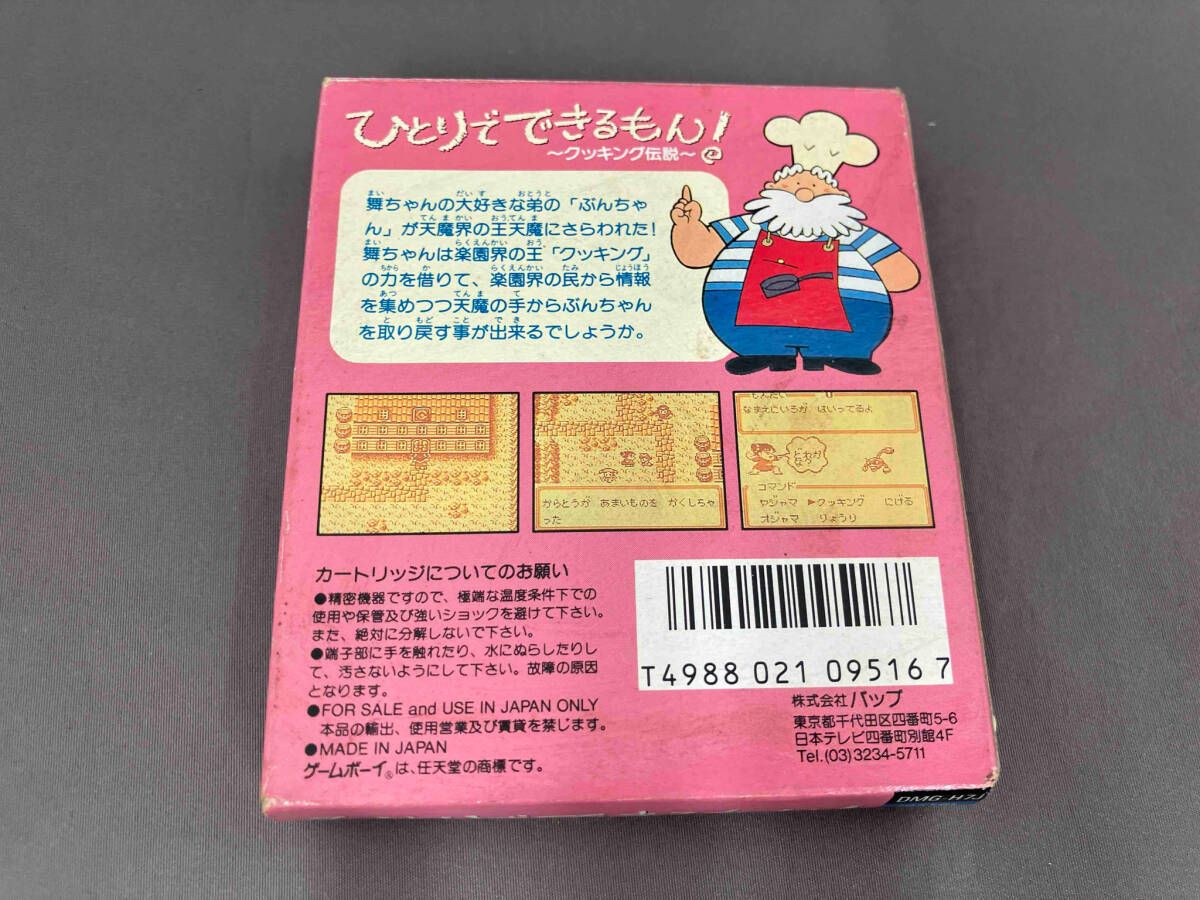 ひとりでできるもん!
～クッキング伝説～
舞ちゃんの大好きな弟の「ぶんちゃ
ん」が天魔界の王天魔にさらわれた!
舞ちゃんは楽園界の王「クッキング」
の力を借りて、楽園界の民から情報
を集めつつ天魔の手からぶんちゃん
を取り戻す事が出来るでしょうか。
からとうが あまいものを かくしちゃ
った
なまえにいろが はいってるよ
コマンド
ヤジャマ ▶クッキング にげる
オジャマ りょうり
カートリッジについてのお願い
●精密機器ですので、極端な温度条件下での
使用や保管及び強いショックを避けて下さい。
また、絶対に分解しないで下さい。
●端子部に手を触れたり、水にぬらしたりし
て、汚さないようにして下さい。故障の原因
となります。
●FOR SALE and USE IN JAPAN ONLY
本品の輸出、使用営業及び賃貸を禁じます。
●MADE IN JAPAN
ゲームボーイ®は、任天堂の商標です。
T4988 021 09516 7
株式会社 バップ
東京都千代田区四番町5-6
日本テレビ四番町別館4F
Tel.(03)3234-5711